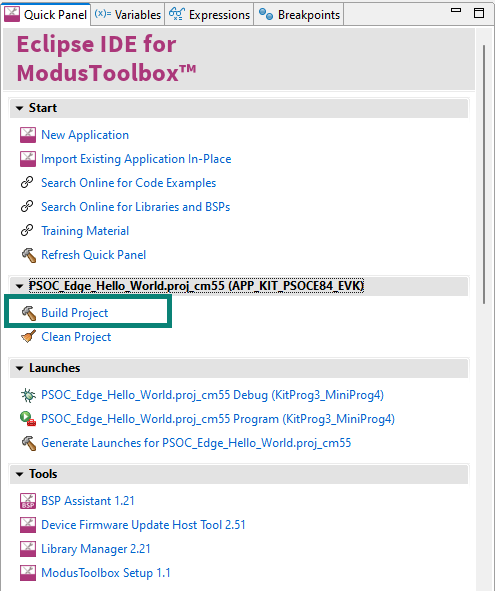 Quick Panel (x)= Variables Expressions Breakpoints
Eclipse IDE for
ModusToolbox™
Start
New Application
Import Existing Application In-Place
Search Online for Code Examples
Search Online for Libraries and BSPs
Training Material
Refresh Quick Panel
PSOC_Edge_Hello_World.proj_cm55 (APP_KIT_PSOCE84_EVK)
Build Project
Clean Project
Launches
PSOC_Edge_Hello_World.proj_cm55 Debug (KitProg3_MiniProg4)
PSOC_Edge_Hello_World.proj_cm55 Program (KitProg3_MiniProg4)
Generate Launches for PSOC_Edge_Hello_World.proj_cm55
Tools
BSP BSP Assistant 1.21
Device Firmware Update Host Tool 2.51
Library Manager 2.21
ModusToolbox Setup 1.1